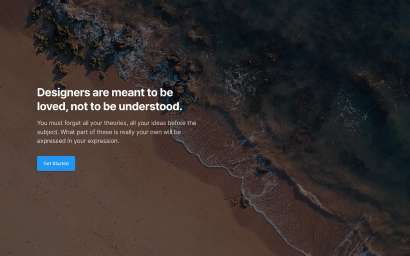 Designers are meant to be
loved, not to be understood.
You must forget all your theories, all your ideas before the
subject. What part of these is really your own will be
expressed in your expression.
Get Started